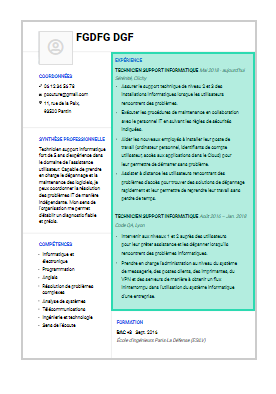 FGDFG DGF
COORDONNÉES
06 12 34 56 78
pcouture@gmail.com
11, rue de la Paix,
93500 Pantin
SYNTHÈSE PROFESSIONNELLE
Technicien support informatique
fort de 5 ans d'expérience dans
le domaine de l'assistance
utilisateur. Capable de prendre
en charge le dépannage et la
maintenance des logiciels, je
peux coordonner la résolution
des problèmes IT de manière
indépendante. Mon sens de
l'organisation me permet
d'établir un diagnostic fiable
et précis.
COMPÉTENCES
Informatique et
électronique
Programmation
Anglais
Résolution de problèmes
complexes
Analyse de systèmes
Télécommunications
Ingénierie et technologie
Sens de l'écoute
EXPÉRIENCE
TECHNICIEN SUPPORT INFORMATIQUE Mai 2018 - aujourd'hui
Clichy
Assurer le support technique de niveau 2 et 3 des
installations informatiques lorsque les utilisateurs
rencontrent des problèmes.
Exécuter les procédures de maintenance en collaboration
avec le personnel IT en suivant les règles de sécurités
indiquées.
Aider les nouveaux employés à installer leur poste de
travail (ordinateur personnel, identifiants de compte
utilisateur, accès aux applications dans le Cloud) pour
leur permettre de démarrer sans problème.
Assister à distance les utilisateurs rencontrant des
problèmes d'accès pour trouver des solutions de dépannage
rapidement et leur permettre de reprendre leur travail, sans
perte de temps.
TECHNICIEN SUPPORT INFORMATIQUE Août 2016 – Jan. 2018
Code QA, Lyon
Intervenir aux niveaux 1 et 2 auprès des utilisateurs
pour leur prêter assistance et les dépanner lorsqu'ils
rencontrent des problèmes informatiques.
Prendre en charge l'administration au niveau du système
de messagerie, des postes clients, des imprimantes, du
VPN et des serveurs de manière à obtenir un flux
ininterrompu dans l'utilisation du système informatique
d'une entreprise.
FORMATION
BAC +3 Sept. 2016
École d'ingénieurs Paris La Défense (ESILV)